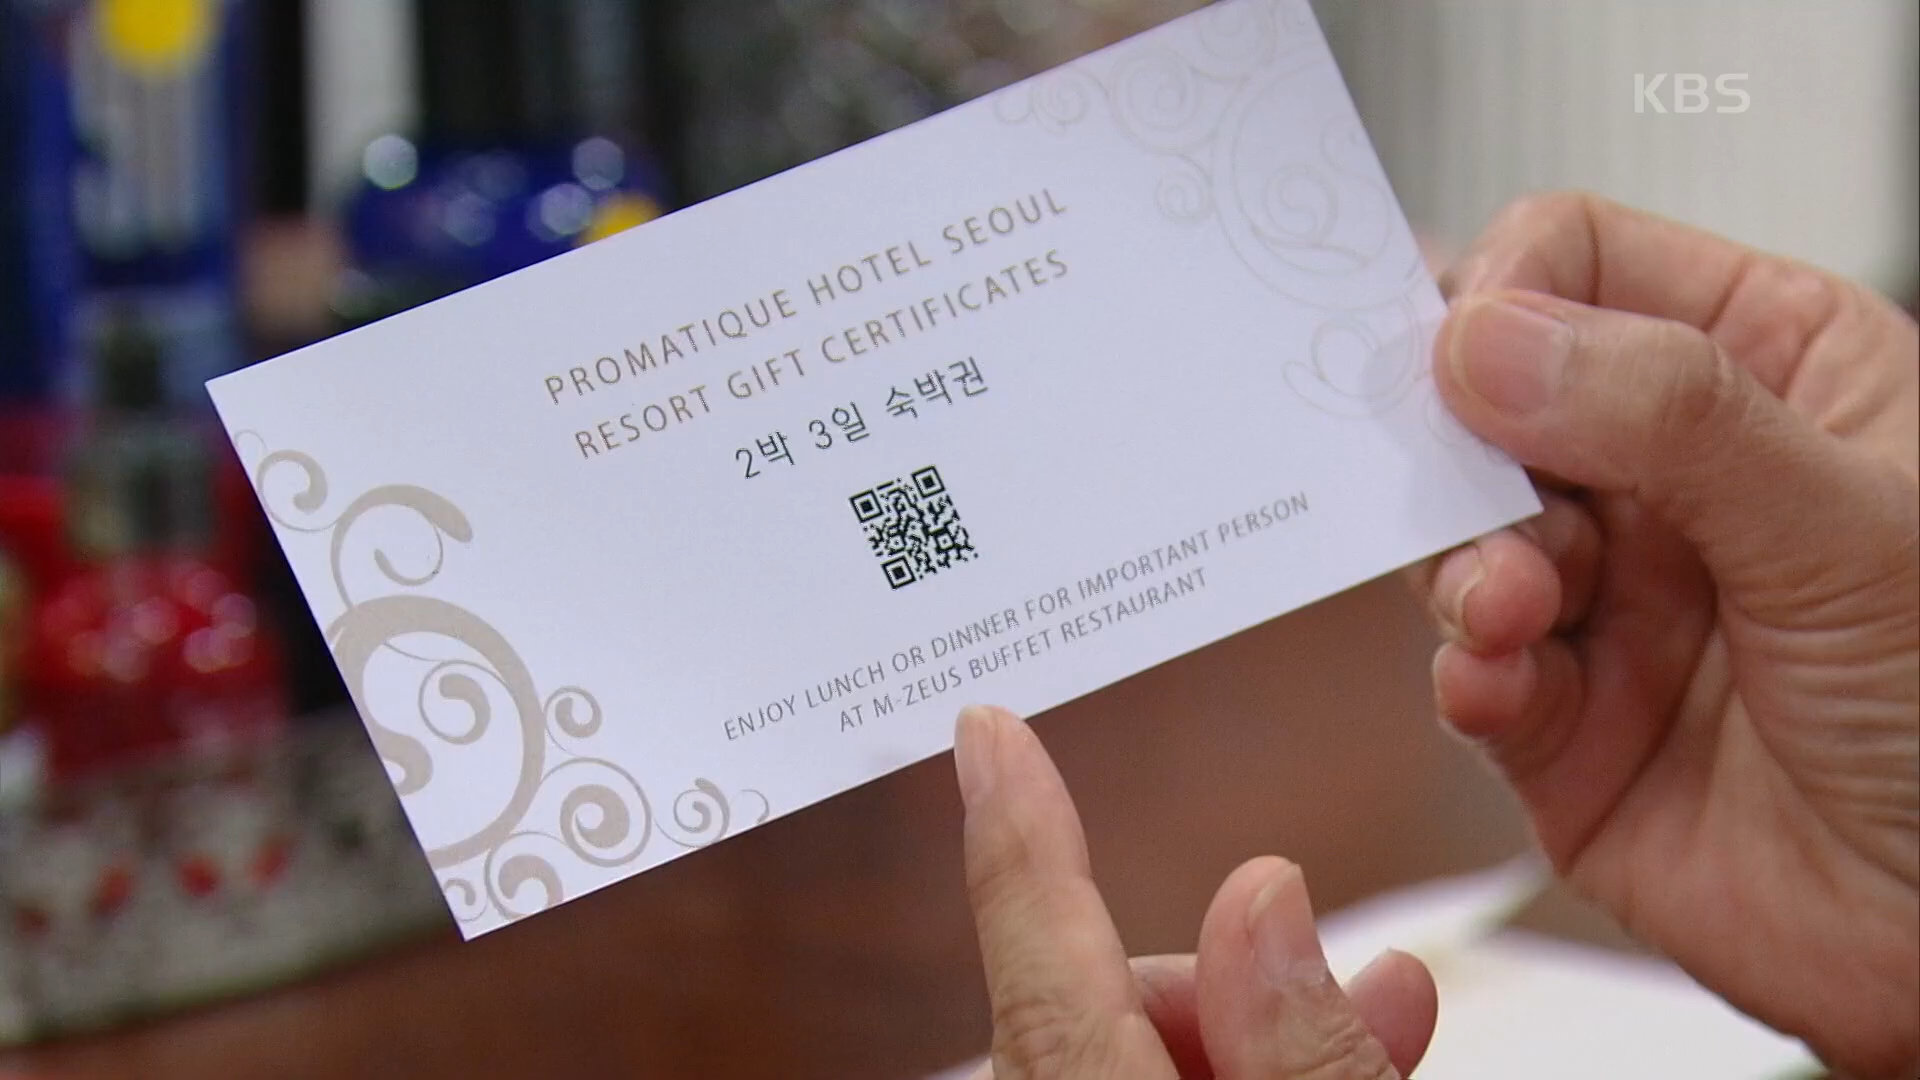 KBS
PROMATIQUE HOTEL SEOUL
RESORT GIFT CERTIFICATES
2박 3일 숙박권
ENJOY LUNCH OR DINNER FOR IMPORTANT PERSON
AT M-ZEUS BUFFET RESTAURANT